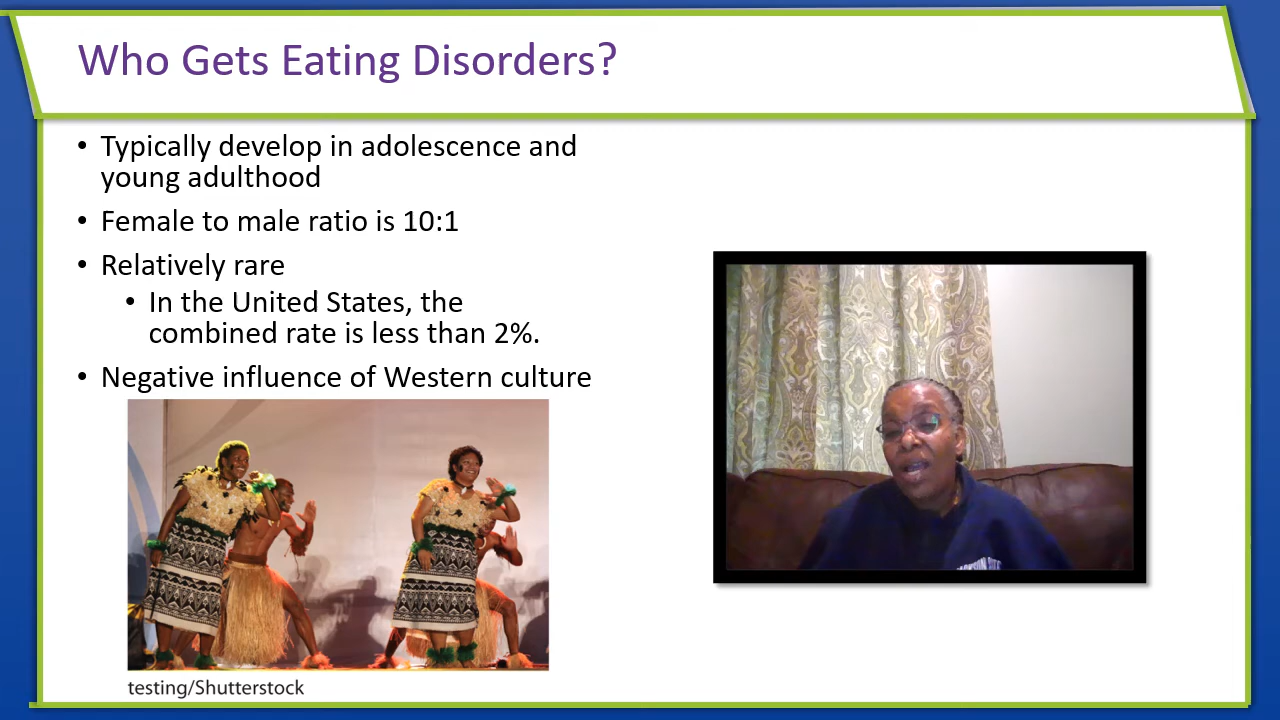 Who Gets Eating Disorders?
• Typically develop in adolescence and
young adulthood
• Female to male ratio is 10:1
• Relatively rare
• In the United States, the
combined rate is less than 2%.
• Negative influence of Western culture
testing/Shutterstock